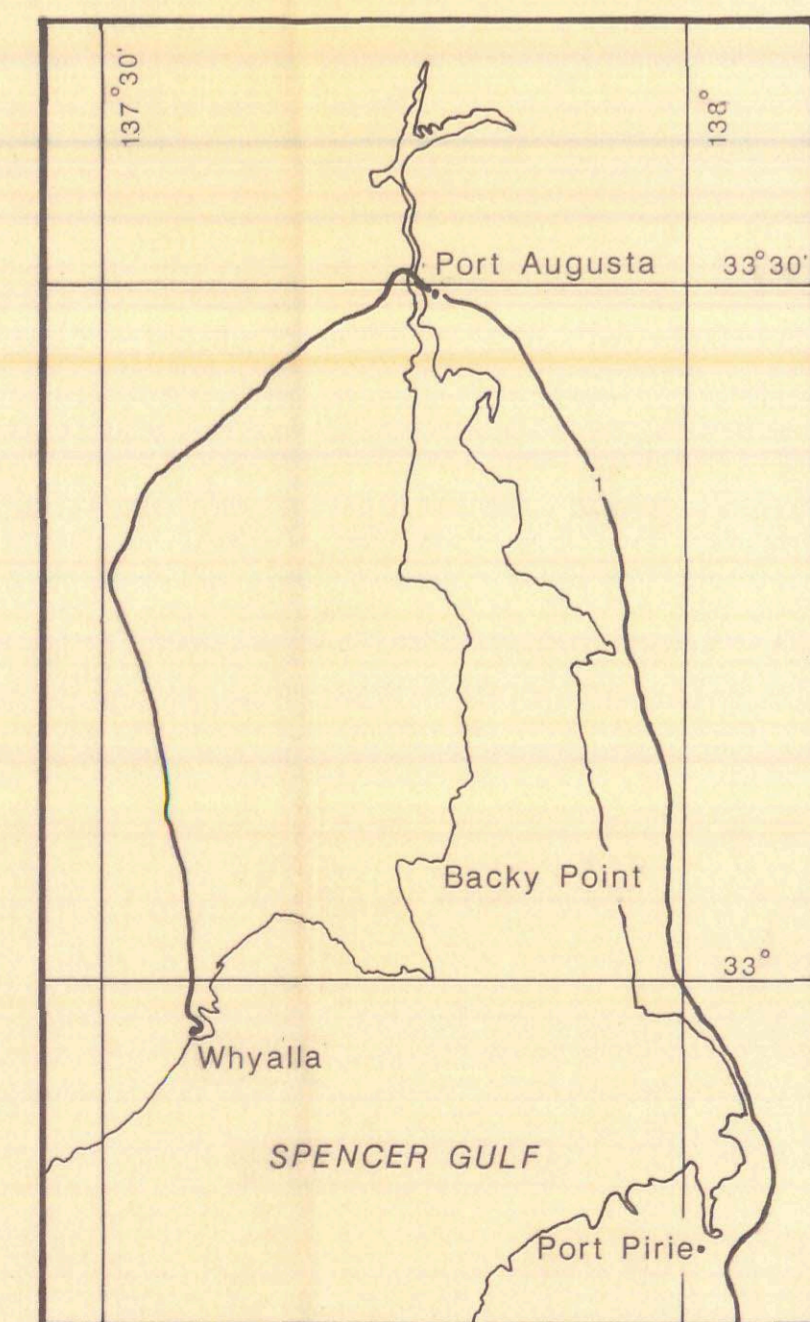 137°30'
138°
Port Augusta
33°30'
1
Backy Point
33°
Whyalla
SPENCER GULF
Port Pirie